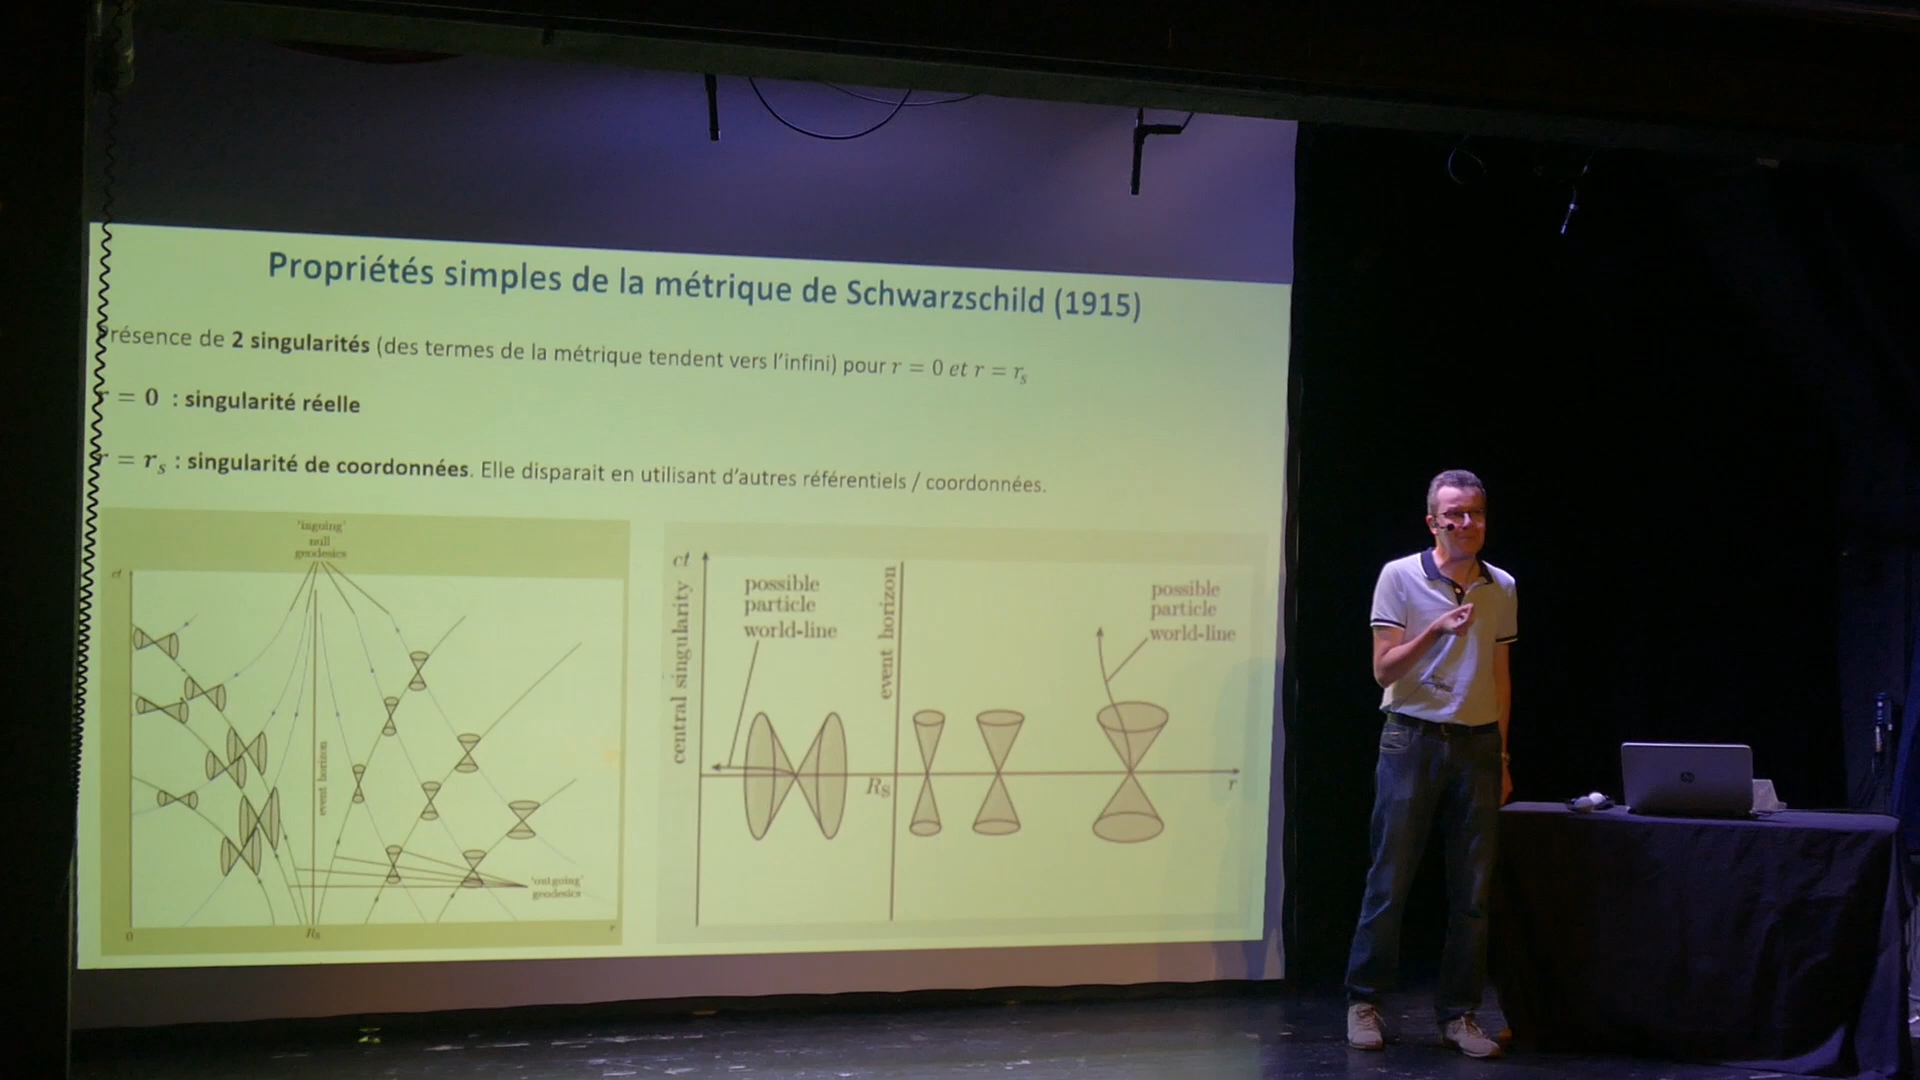 Propriétés simples de la métrique de Schwarzschild (1915)
Présence de 2 singularités (des termes de la métrique tendent vers l'infini) pour r = 0 et r = rₛ
r = 0 : singularité réelle
r = rₛ : singularité de coordonnées. Elle disparait en utilisant d'autres référentiels / coordonnées.
'ingoing'
null
geodesics
ct
event horizon
'outgoing'
geodesics
0
Rs
r
ct
central singularity
possible
particle
world-line
event horizon
possible
particle
world-line
Rs
r